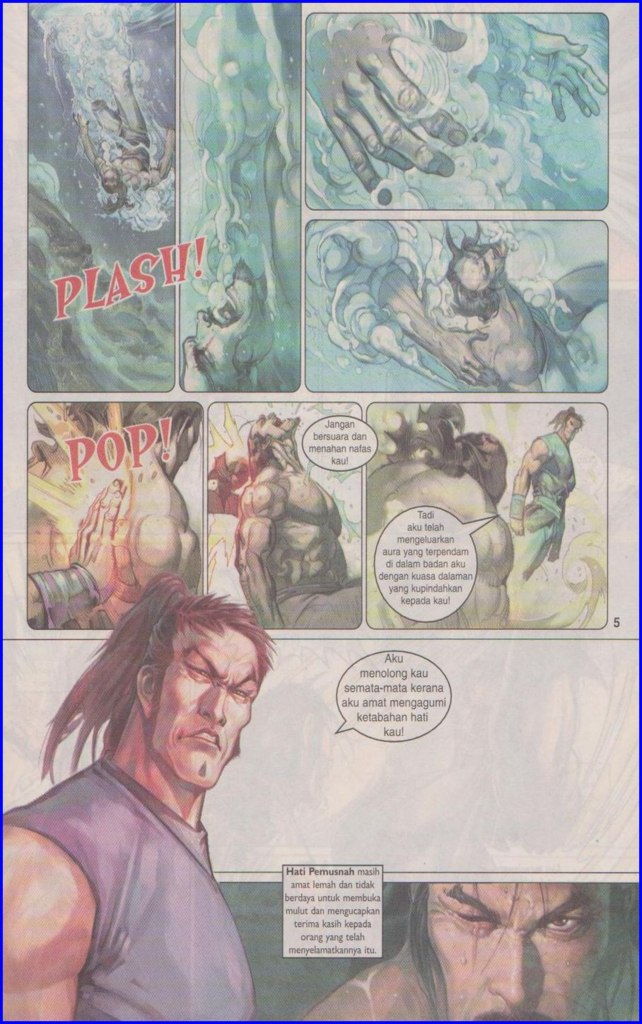 PLASH!
POP!
Jangan
bersuara dan
menahan nafas
kau!
Tadi
aku telah
mengeluarkan
aura yang terpendam
di dalam badan aku
dengan kuasa dalaman
yang kupindahkan
kepada kau!
5
Aku
menolong kau
semata-mata kerana
aku amat mengagumi
ketabahan hati
kau!
Hati Pemusnah masih
amat lemah dan tidak
berdaya untuk membuka
mulut dan mengucapkan
terima kasih kepada
orang yang telah
menyelamatkannya itu.